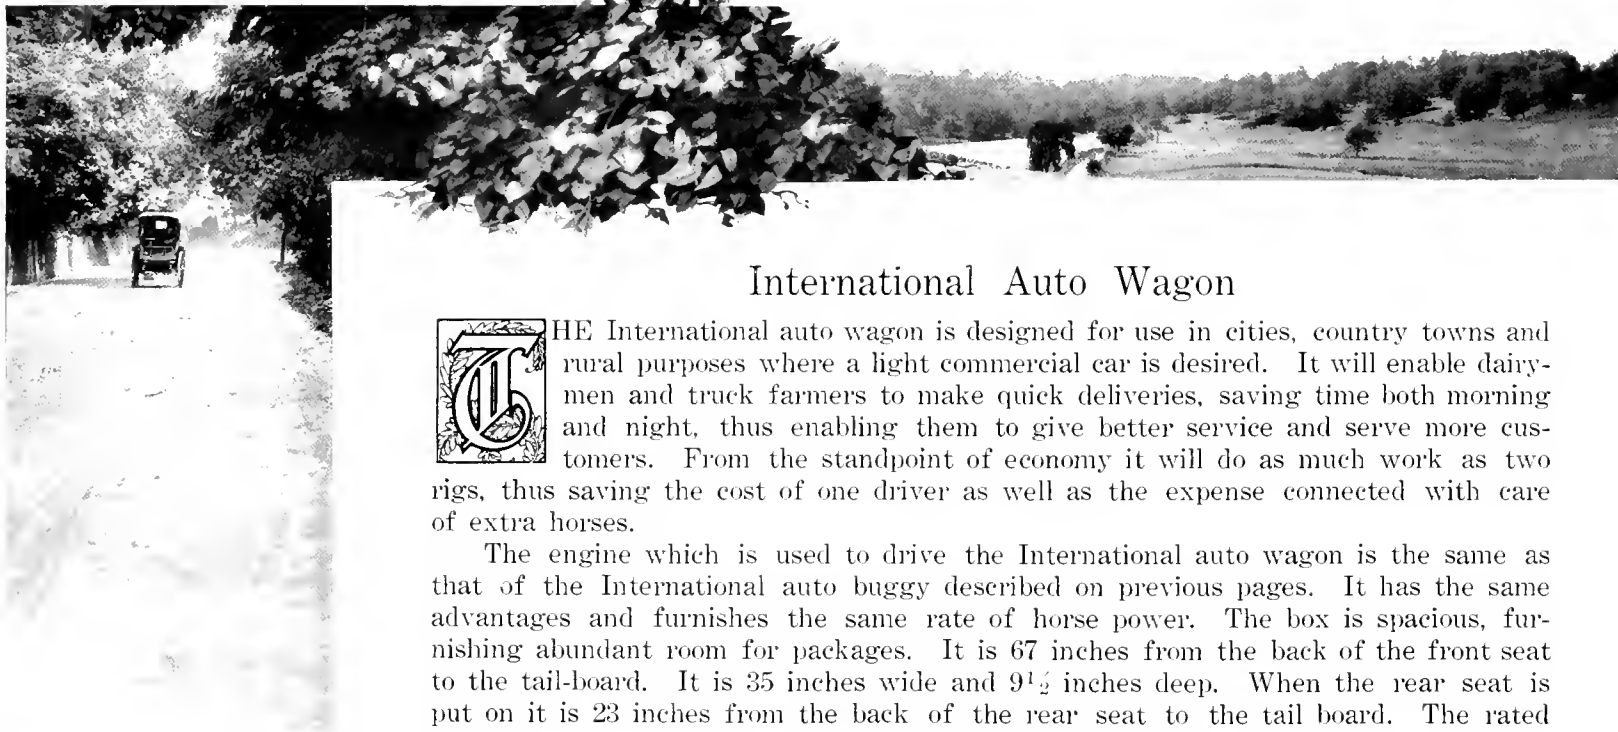 International Auto Wagon
THE International auto wagon is designed for use in cities, country towns and
rural purposes where a light commercial car is desired. It will enable dairy-
men and truck farmers to make quick deliveries, saving time both morning
and night, thus enabling them to give better service and serve more cus-
tomers. From the standpoint of economy it will do as much work as two
rigs, thus saving the cost of one driver as well as the expense connected with care
of extra horses.
The engine which is used to drive the International auto wagon is the same as
that of the International auto buggy described on previous pages. It has the same
advantages and furnishes the same rate of horse power. The box is spacious, fur-
nishing abundant room for packages. It is 67 inches from the back of the front seat
to the tail-board. It is 35 inches wide and 9½ inches deep. When the rear seat is
put on it is 23 inches from the back of the rear seat to the tail board. The rated